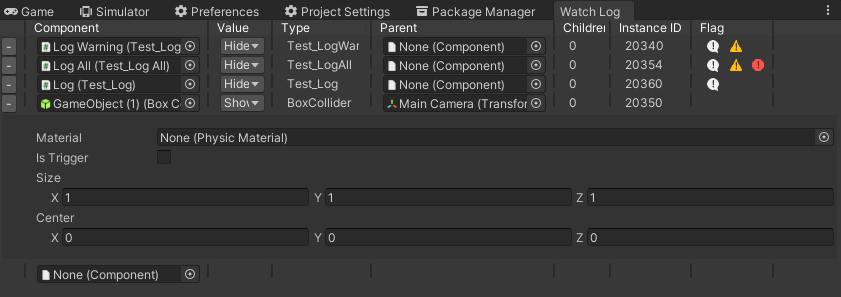 Game Simulator Preferences Project Settings Package Manager Watch Log
Component Value Type Parent Childre Instance ID Flag
- Log Warning (Test_Log Hide Test_LogWar None (Component) 0 20340
- Log All (Test_Log All) Hide Test_LogAll None (Component) 0 20354
- Log (Test_Log) Hide Test_Log None (Component) 0 20360
- GameObject (1) (Box C Sho BoxCollider Main Camera (Transfor 0 20350
Material None (Physic Material)
Is Trigger
Size
X 1 Y 1 Z 1
Center
X 0 Y 0 Z 0
None (Component)